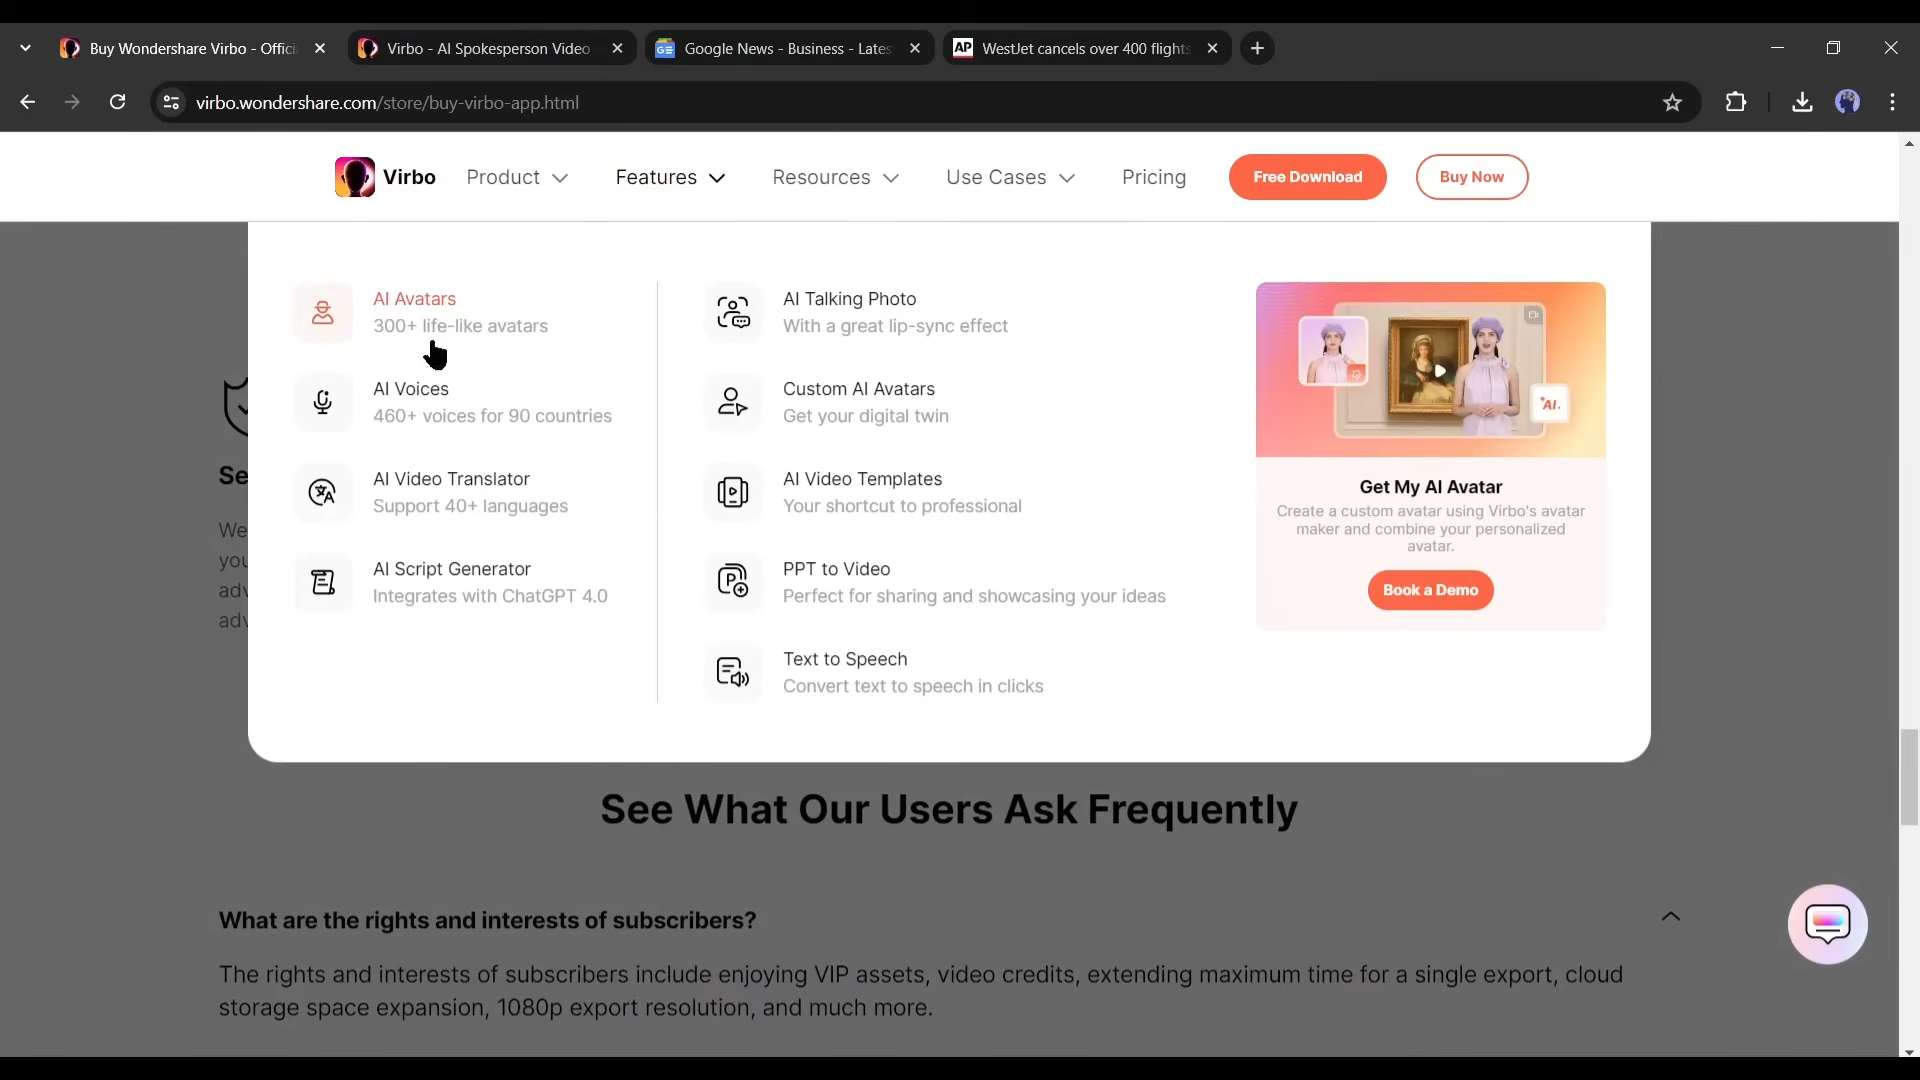 Buy Wondershare Virbo - Offici
Virbo - AI Spokesperson Video
Google News - Business - Lates
AP
WestJet cancels over 400 flights
virbo.wondershare.com/store/buy-virbo-app.html
Virbo
Product
Features
Resources
Use Cases
Pricing
Free Download
Buy Now
AI Avatars
300+ life-like avatars
AI Voices
460+ voices for 90 countries
AI Video Translator
Support 40+ languages
AI Script Generator
Integrates with ChatGPT 4.0
AI Talking Photo
With a great lip-sync effect
Custom AI Avatars
Get your digital twin
AI Video Templates
Your shortcut to professional
PPT to Video
Perfect for sharing and showcasing your ideas
Text to Speech
Convert text to speech in clicks
AI
Get My AI Avatar
Create a custom avatar using Virbo's avatar
maker and combine your personalized
avatar.
Book a Demo
Se
We
you
adv
adv
See What Our Users Ask Frequently
What are the rights and interests of subscribers?
The rights and interests of subscribers include enjoying VIP assets, video credits, extending maximum time for a single export, cloud
storage space expansion, 1080p export resolution, and much more.